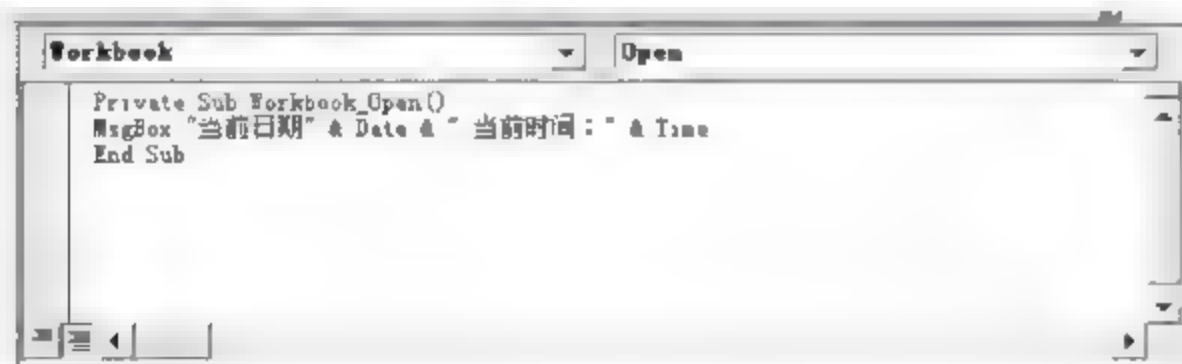 Workbook Open
Private Sub Workbook_Open()
MsgBox "当前日期" & Date & " 当前时间：" & Time
End Sub